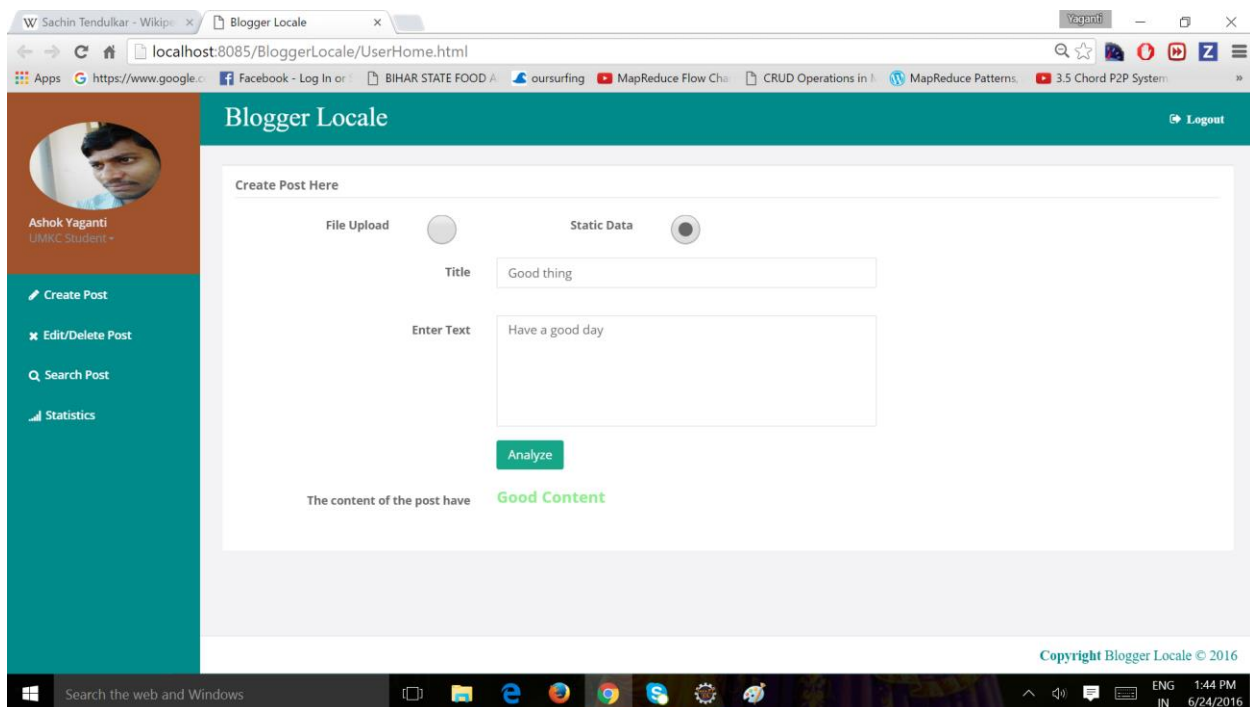 Sachin Tendulkar - Wikipe
Blogger Locale
Yaganti
localhost:8085/BloggerLocale/UserHome.html
Apps
https://www.google.c
Facebook - Log In or
BIHAR STATE FOOD A
coursurfing
MapReduce Flow Cha
CRUD Operations in
MapReduce Patterns,
3.5 Chord P2P System
Blogger Locale
Logout
Ashok Yaganti
UMKC Student
Create Post
Edit/Delete Post
Search Post
Statistics
Create Post Here
File Upload
Static Data
Title
Good thing
Enter Text
Have a good day
Analyze
The content of the post have
Good Content
Copyright Blogger Locale © 2016
Search the web and Windows
ENG
IN
1:44 PM
6/24/2016